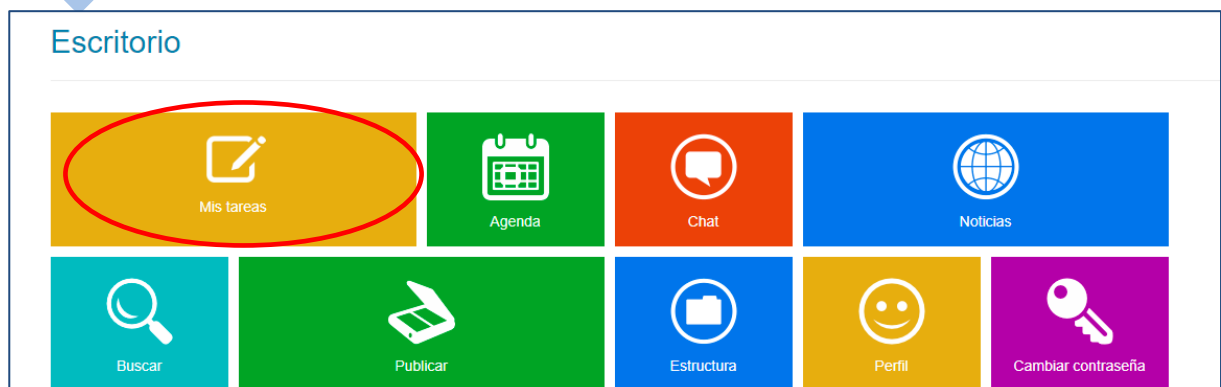 Escritorio
Mis tareas
Agenda
Chat
Noticias
Buscar
Publicar
Estructura
Perfil
Cambiar contraseña